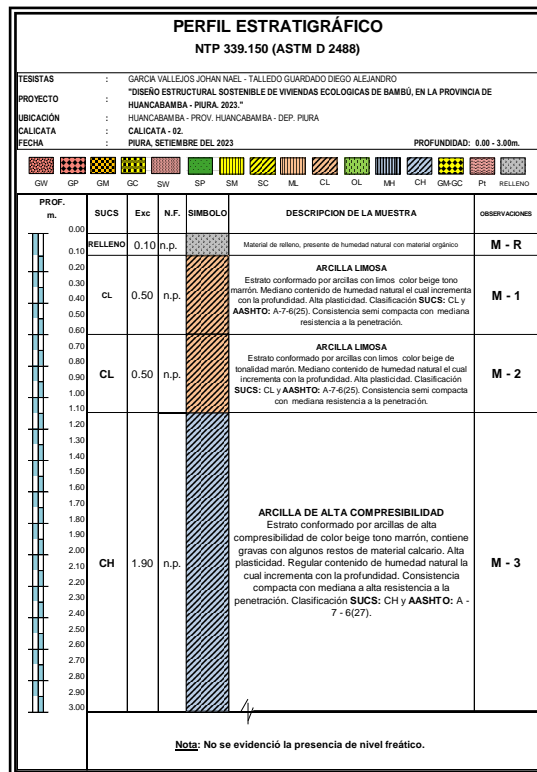 PERFIL ESTRATIGRÁFICO
NTP 339.150 (ASTM D 2488)
TESISTAS : GARCIA VALLEJOS JOHAN NAEL - TALLEDO GUARDADO DIEGO ALEJANDRO
PROYECTO : "DISEÑO ESTRUCTURAL SOSTENIBLE DE VIVIENDAS ECOLOGICAS DE BAMBÚ, EN LA PROVINCIA DE
HUANCABAMBA - PIURA. 2023."
UBICACIÓN : HUANCABAMBA - PROV. HUANCABAMBA - DEP. PIURA
CALICATA : CALICATA - 02.
FECHA : PIURA, SETIEMBRE DEL 2023 PROFUNDIDAD: 0.00 - 3.00m.
GW GP GM GC SW SP SM SC ML CL OL MH CH GM-GC Pt RELLENO
PROF.
m. SUCS Exc N.F. SIMBOLO DESCRIPCION DE LA MUESTRA OBSERVACIONES
0.00
0.10 RELLENO 0.10 n.p. Material de relleno, presente de humedad natural con material orgánico M - R
0.20
0.30
0.40
0.50
0.60
CL 0.50 n.p.
ARCILLA LIMOSA
Estrato conformado por arcillas con limos color beige tono
marrón. Mediano contenido de humedad natural el cual incrementa
con la profundidad. Alta plasticidad. Clasificación SUCS: CL y
AASHTO: A-7-6(25). Consistencia semi compacta con mediana
resistencia a la penetración.
M - 1
0.70
0.80
0.90
1.00
1.10
CL 0.50 n.p.
ARCILLA LIMOSA
Estrato conformado por arcillas con limos color beige de
tonalidad marrón. Mediano contenido de humedad natural el cual
incrementa con la profundidad. Alta plasticidad. Clasificación
SUCS: CL y AASHTO: A-7-6(25). Consistencia semi compacta
con mediana resistencia a la penetración.
M - 2
1.20
1.30
1.40
1.50
1.60
1.70
1.80
1.90
2.00
2.10
2.20
2.30
2.40
2.50
2.60
2.70
2.80
2.90
3.00
CH 1.90 n.p.
ARCILLA DE ALTA COMPRESIBILIDAD
Estrato conformado por arcillas de alta
compresibilidad de color beige tono marrón, contiene
gravas con algunos restos de material calcario. Alta
plasticidad. Regular contenido de humedad natural la
cual incrementa con la profundidad. Consistencia
compacta con mediana a alta resistencia a la
penetración. Clasificación SUCS: CH y AASHTO: A -
7 - 6(27).
M - 3
Nota: No se evidenció la presencia de nivel freático.